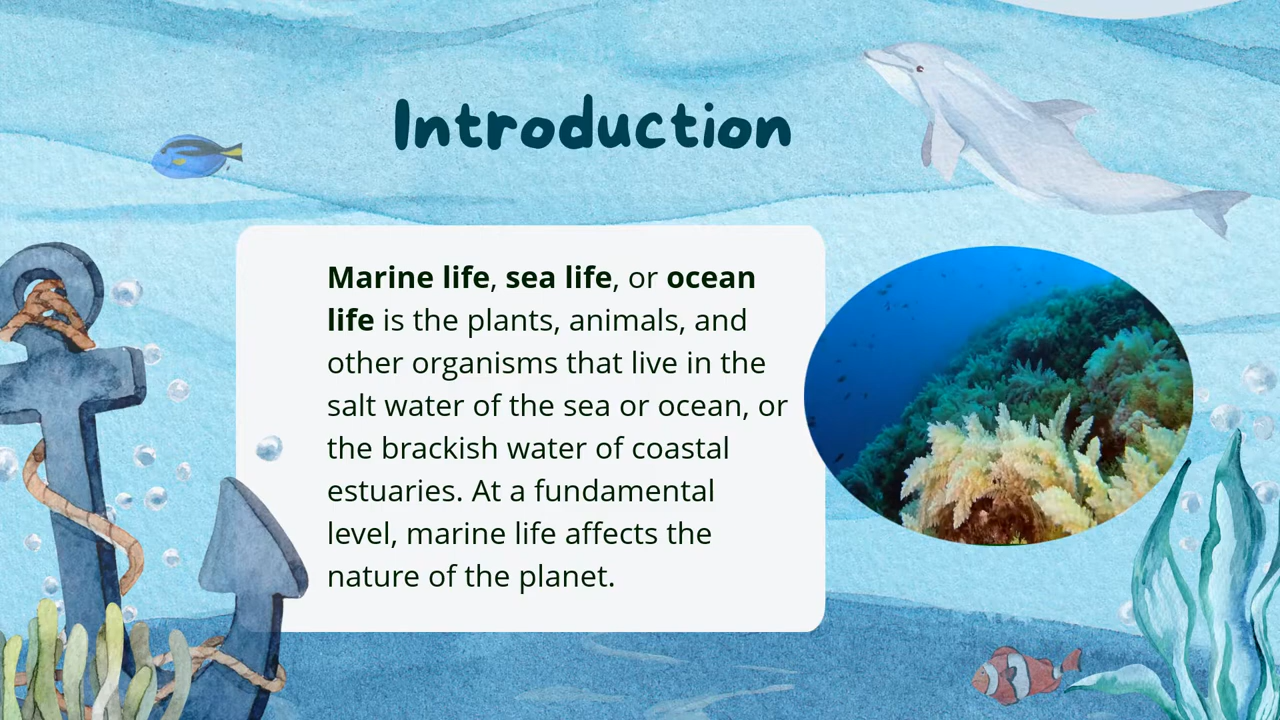 Introduction
Marine life, sea life, or ocean
life is the plants, animals, and
other organisms that live in the
salt water of the sea or ocean, or
the brackish water of coastal
estuaries. At a fundamental
level, marine life affects the
nature of the planet.